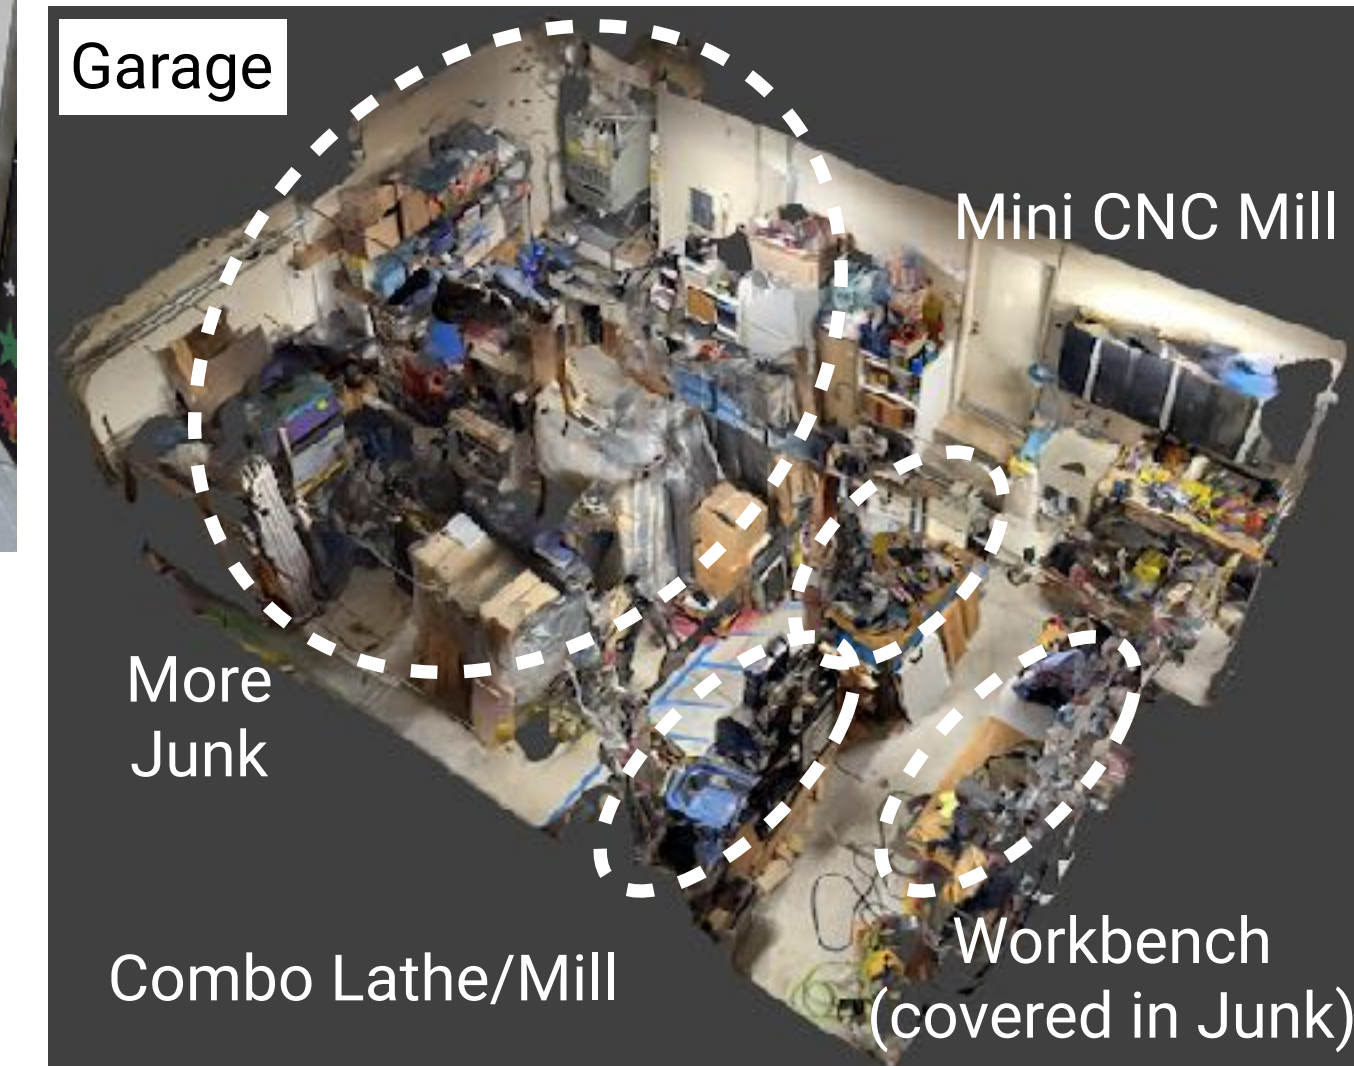 Garage
Mini CNC Mill
More
Junk
Combo Lathe/Mill
Workbench
(covered in Junk)